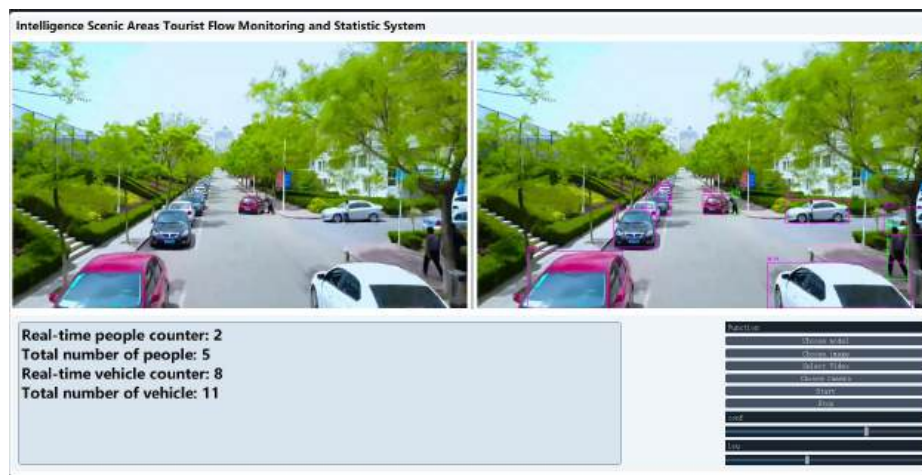 Intelligence Scenic Areas Tourist Flow Monitoring and Statistic System
Real-time people counter: 2
Total number of people: 5
Real-time vehicle counter: 8
Total number of vehicle: 11
Function
Choose model
Choose image
Select Video
Choose camera
Start
Stop
conf
iou